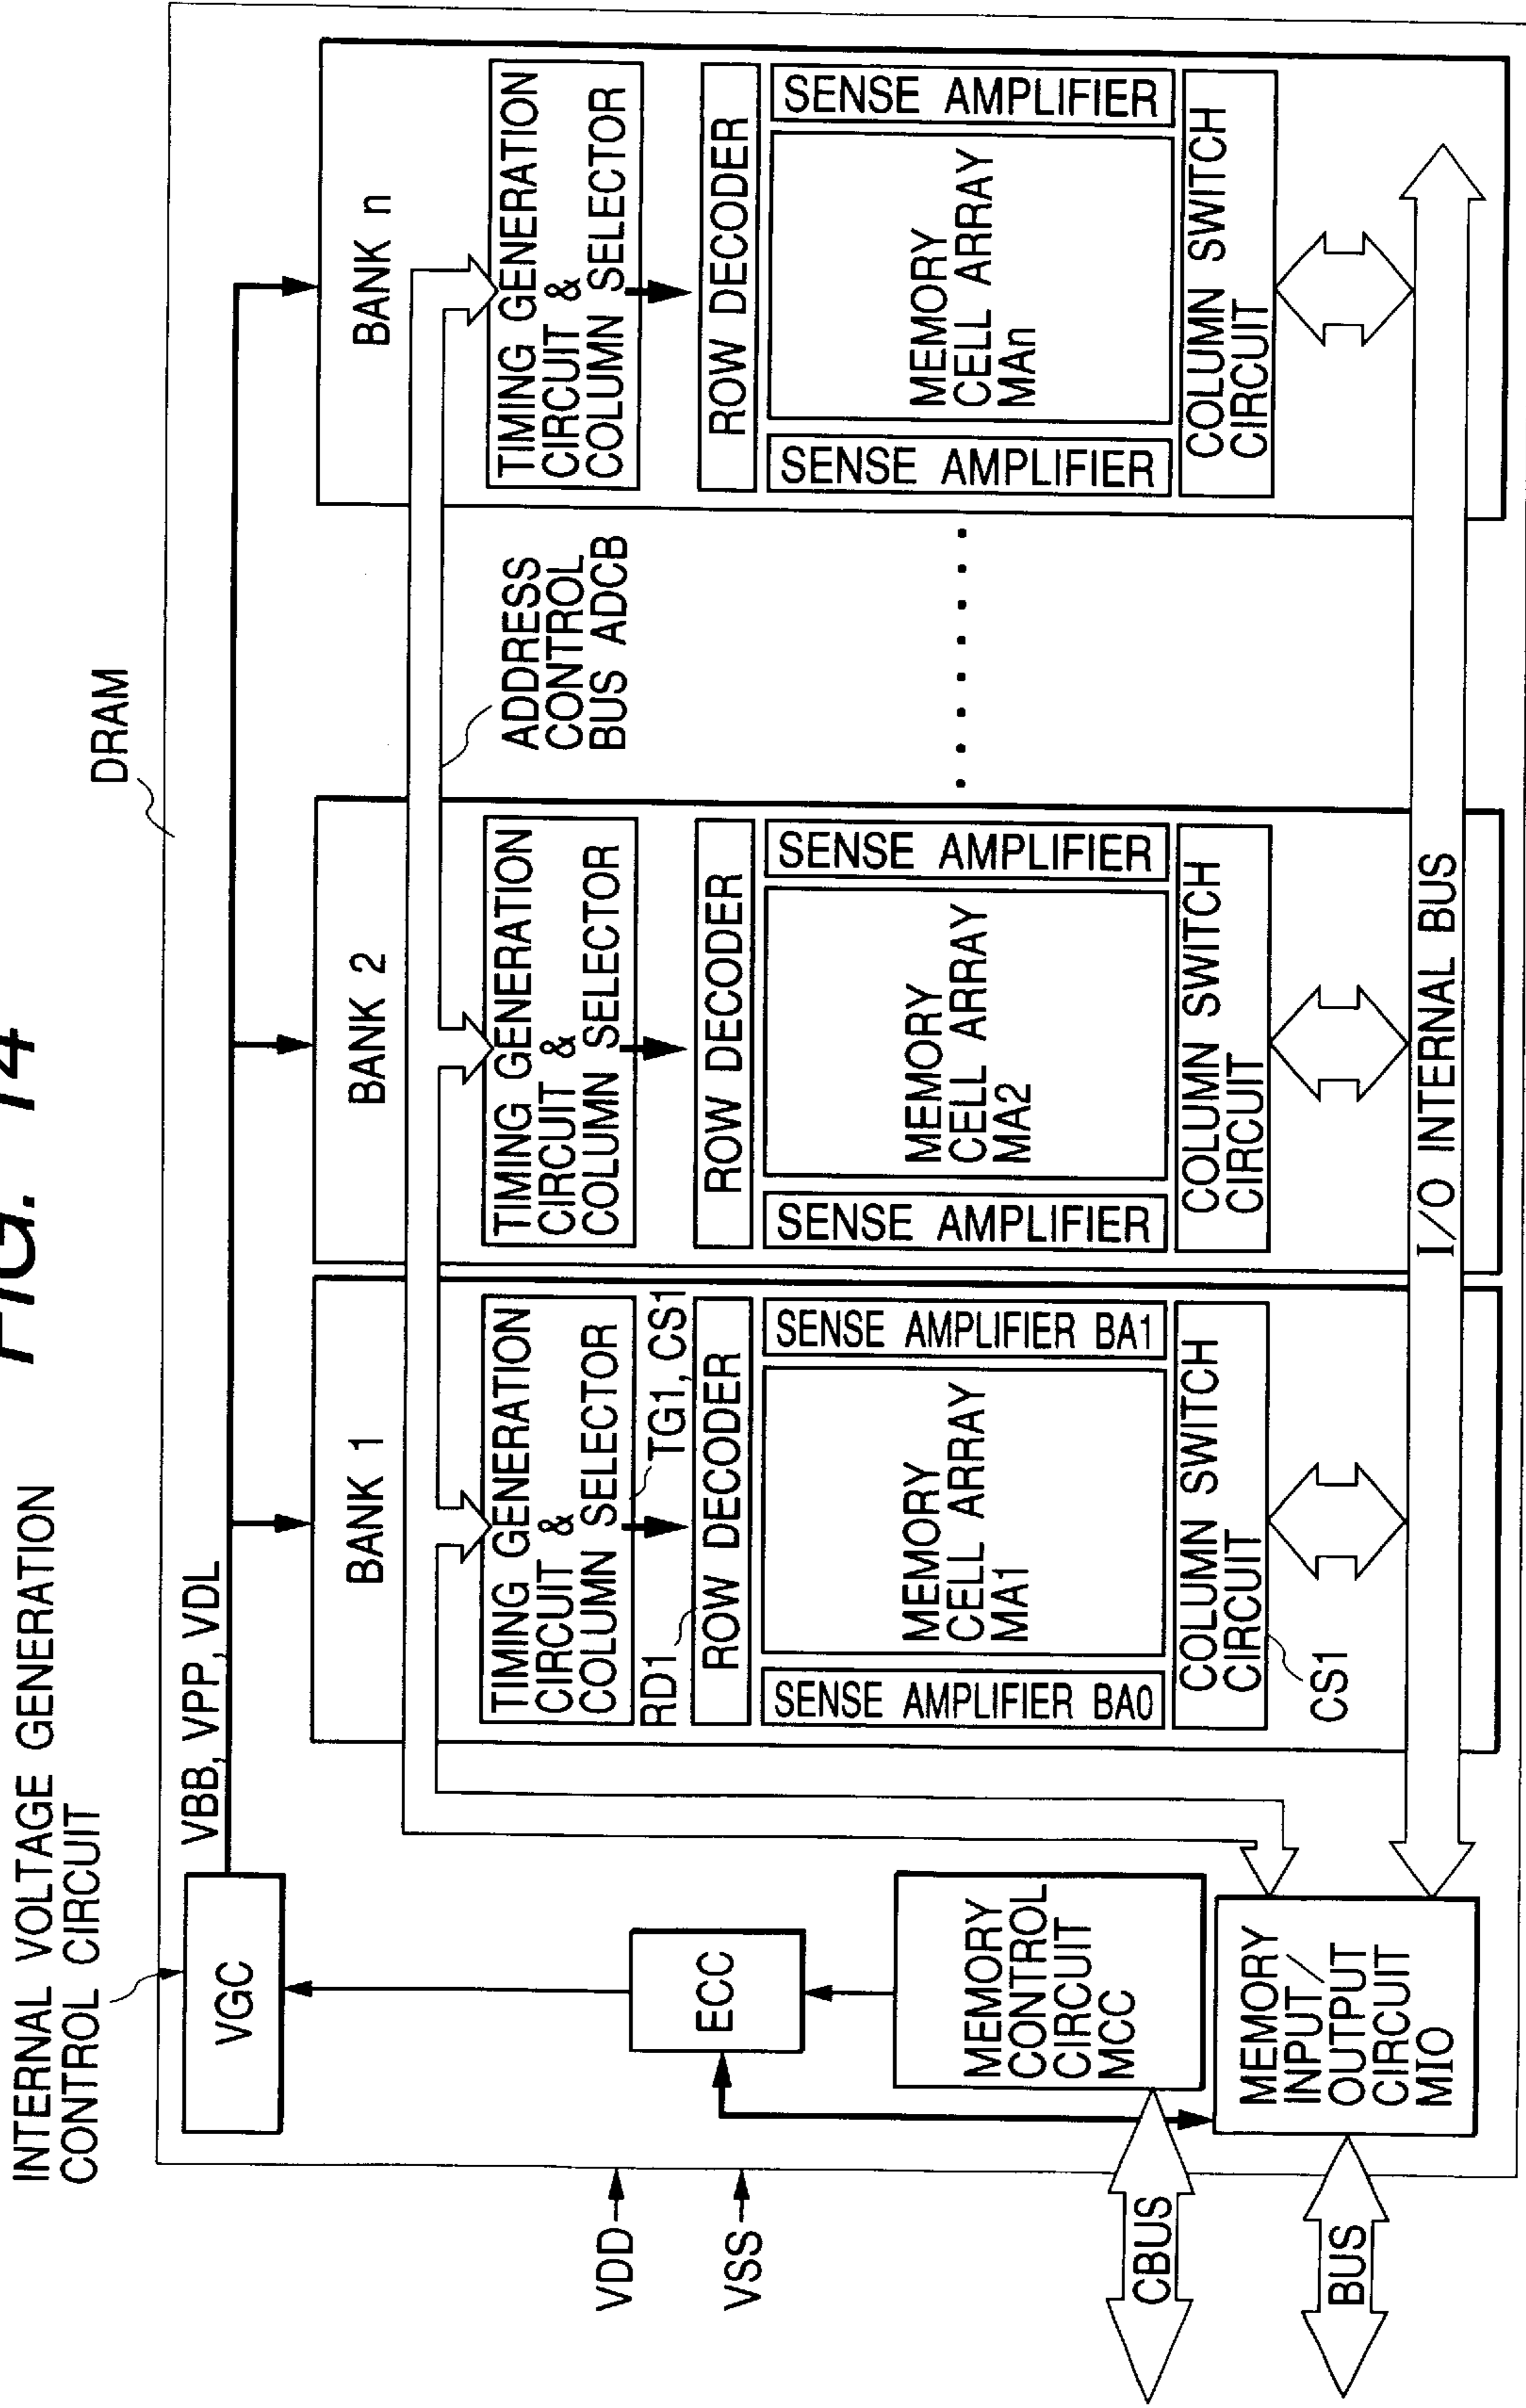 FIG. 14
INTERNAL VOLTAGE GENERATION
CONTROL CIRCUIT
DRAM
VGC
VBB, VPP, VDL
VDD
VSS
ECC
MEMORY
CONTROL
CIRCUIT
MCC
MEMORY
INPUT/
OUTPUT
CIRCUIT
MIO
CBUS
BUS
BANK 1
TIMING GENERATION
CIRCUIT &
COLUMN SELECTOR
RD1
TG1, CS1
ROW DECODER
SENSE AMPLIFIER BA0
MEMORY
CELL ARRAY
MA1
SENSE AMPLIFIER BA1
COLUMN SWITCH
CIRCUIT
CS1
BANK 2
TIMING GENERATION
CIRCUIT &
COLUMN SELECTOR
ROW DECODER
SENSE AMPLIFIER
MEMORY
CELL ARRAY
MA2
SENSE AMPLIFIER
COLUMN SWITCH
CIRCUIT
ADDRESS
CONTROL
BUS ADCB
BANK n
TIMING GENERATION
CIRCUIT &
COLUMN SELECTOR
ROW DECODER
SENSE AMPLIFIER
MEMORY
CELL ARRAY
MAn
SENSE AMPLIFIER
COLUMN SWITCH
CIRCUIT
I/O INTERNAL BUS